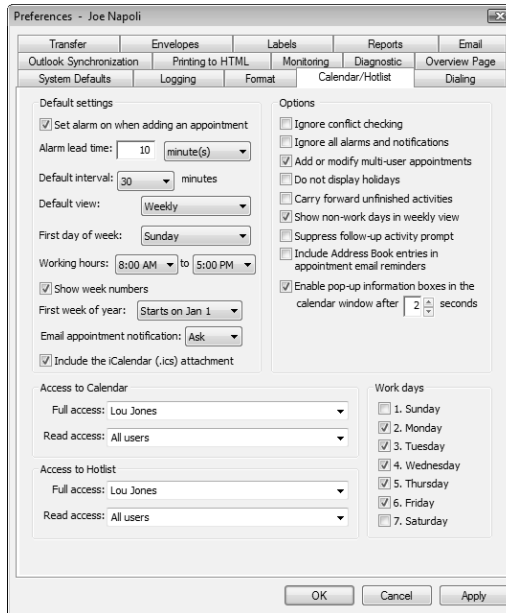 Preferences - Joe Napoli
Transfer Envelopes Labels Reports Email
Outlook Synchronization Printing to HTML Monitoring Diagnostic Overview Page
System Defaults Logging Format Calendar/Hotlist Dialing
Default settings
Set alarm on when adding an appointment
Alarm lead time: 10 minute(s)
Default interval: 30 minutes
Default view: Weekly
First day of week: Sunday
Working hours: 8:00 AM to 5:00 PM
Show week numbers
First week of year: Starts on Jan 1
Email appointment notification: Ask
Include the iCalendar (.ics) attachment
Options
Ignore conflict checking
Ignore all alarms and notifications
Add or modify multi-user appointments
Do not display holidays
Carry forward unfinished activities
Show non-work days in weekly view
Suppress follow-up activity prompt
Include Address Book entries in
appointment email reminders
Enable pop-up information boxes in the
calendar window after 2 seconds
Access to Calendar
Full access: Lou Jones
Read access: All users
Access to Hotlist
Full access: Lou Jones
Read access: All users
Work days
1. Sunday
2. Monday
3. Tuesday
4. Wednesday
5. Thursday
6. Friday
7. Saturday
OK Cancel Apply